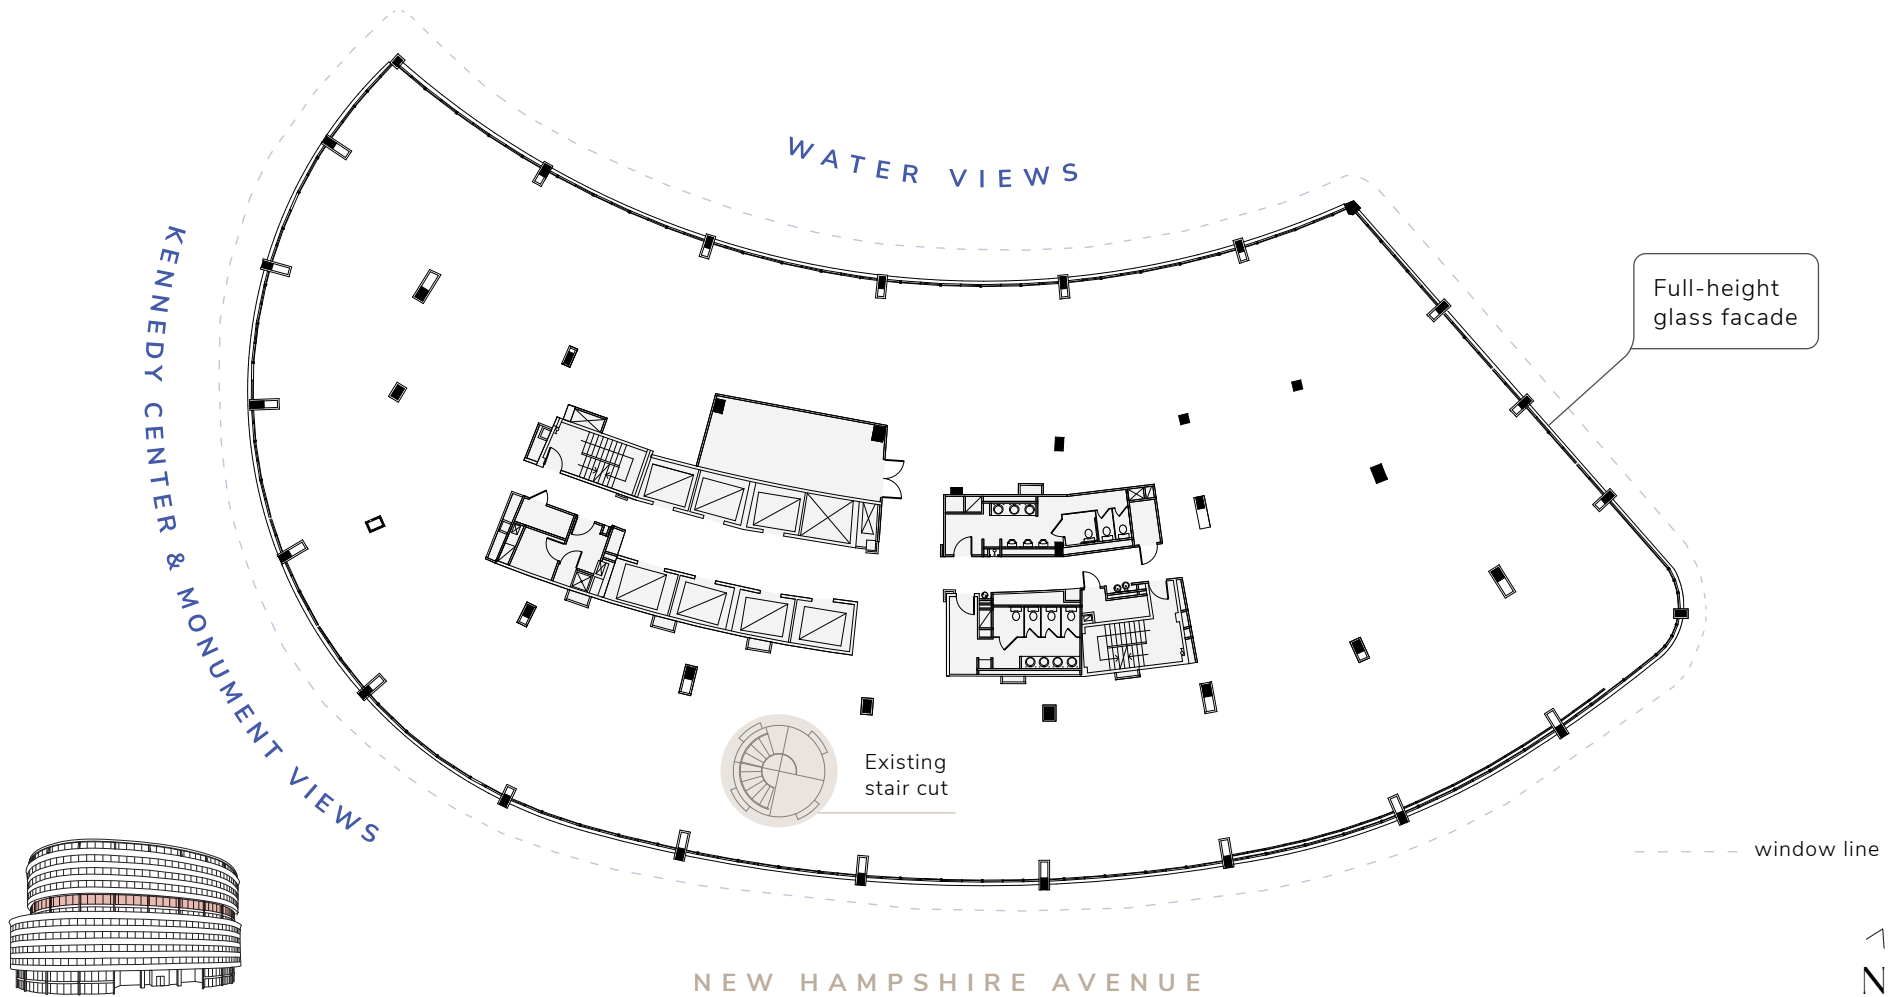 WATER VIEWS
KENNEDY CENTER & MONUMENT VIEWS
Full-height
glass facade
Existing
stair cut
window line
NEW HAMPSHIRE AVENUE
N